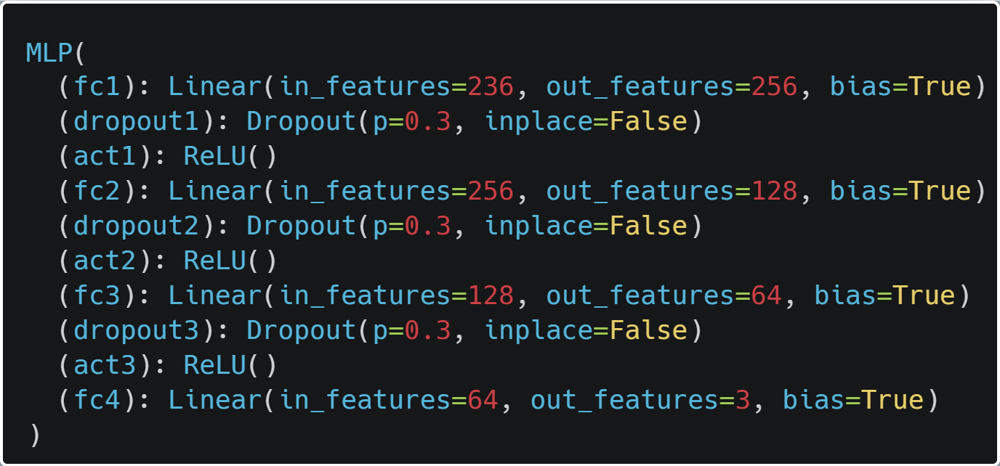 MLP(
  (fc1): Linear(in_features=236, out_features=256, bias=True)
  (dropout1): Dropout(p=0.3, inplace=False)
  (act1): ReLU()
  (fc2): Linear(in_features=256, out_features=128, bias=True)
  (dropout2): Dropout(p=0.3, inplace=False)
  (act2): ReLU()
  (fc3): Linear(in_features=128, out_features=64, bias=True)
  (dropout3): Dropout(p=0.3, inplace=False)
  (act3): ReLU()
  (fc4): Linear(in_features=64, out_features=3, bias=True)
)